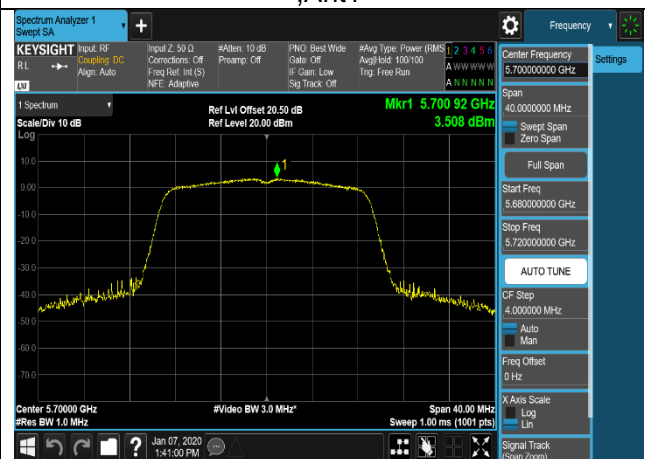 Spectrum Analyzer 1
Swept SA
+
Frequency
KEYSIGHT
RL
LXI
Input: RF
Coupling: DC
Align: Auto
Input Z: 50 Ω
Corrections: Off
Freq Ref: Int (S)
NFE: Adaptive
#Atten: 10 dB
Preamp: Off
PNO: Best Wide
Gate: Off
IF Gain: Low
Sig Track: Off
#Avg Type: Power (RMS
Avg|Hold: 100/100
Trig: Free Run
1 2 3 4 5 6
A W W W W W
A N N N N N
Center Frequency
5.700000000 GHz
Settings
Span
40.0000000 MHz
Swept Span
Zero Span
Full Span
Start Freq
5.680000000 GHz
Stop Freq
5.720000000 GHz
AUTO TUNE
CF Step
4.000000 MHz
Auto
Man
Freq Offset
0 Hz
X Axis Scale
Log
Lin
Signal Track
(Span Zoom)
1 Spectrum
Scale/Div 10 dB
Log
Ref Lvl Offset 20.50 dB
Ref Level 20.00 dBm
Mkr1 5.700 92 GHz
3.508 dBm
1
10.0
0.00
-10.0
-20.0
-30.0
-40.0
-50.0
-60.0
-70.0
Center 5.70000 GHz
#Res BW 1.0 MHz
#Video BW 3.0 MHz*
Span 40.00 MHz
Sweep 1.00 ms (1001 pts)
?
Jan 07, 2020
1:41:00 PM